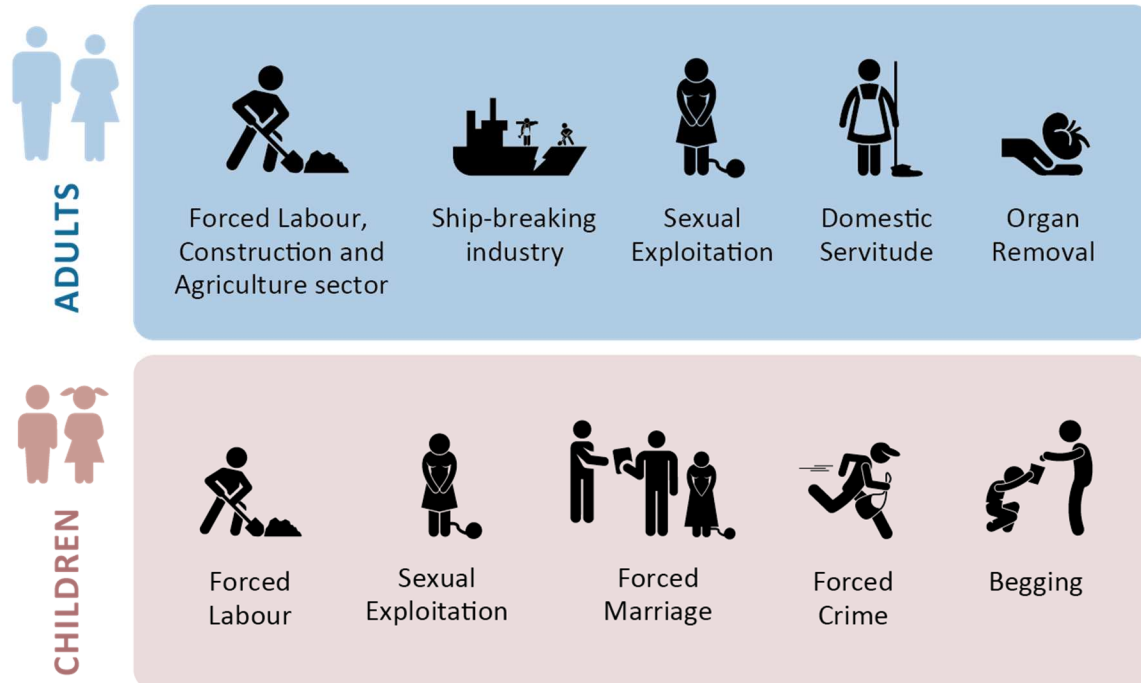 ADULTS
Forced Labour,
Construction and
Agriculture sector
Ship-breaking
industry
Sexual
Exploitation
Domestic
Servitude
Organ
Removal
CHILDREN
Forced
Labour
Sexual
Exploitation
Forced
Marriage
Forced
Crime
Begging